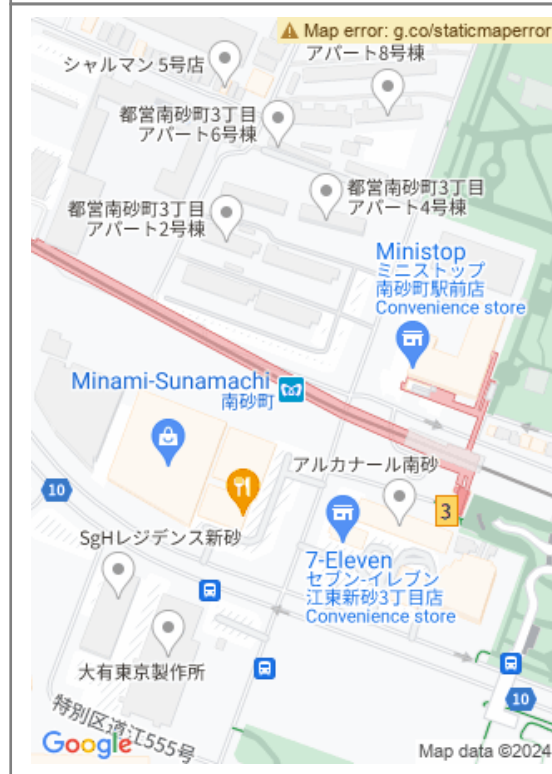 Map error: g.co/staticmaperror
シャルマン 5号店
アパート8号棟
都営南砂町3丁目
アパート6号棟
都営南砂町3丁目
アパート4号棟
都営南砂町3丁目
アパート2号棟
Ministop
ミニストップ
南砂町駅前店
Convenience store
Minami-Sunamachi
南砂町
アルカナール南砂
10
3
SgHレジデンス新砂
7-Eleven
セブン-イレブン
江東新砂3丁目店
Convenience store
大有東京製作所
10
特別区道江555号
Google
Map data ©2024